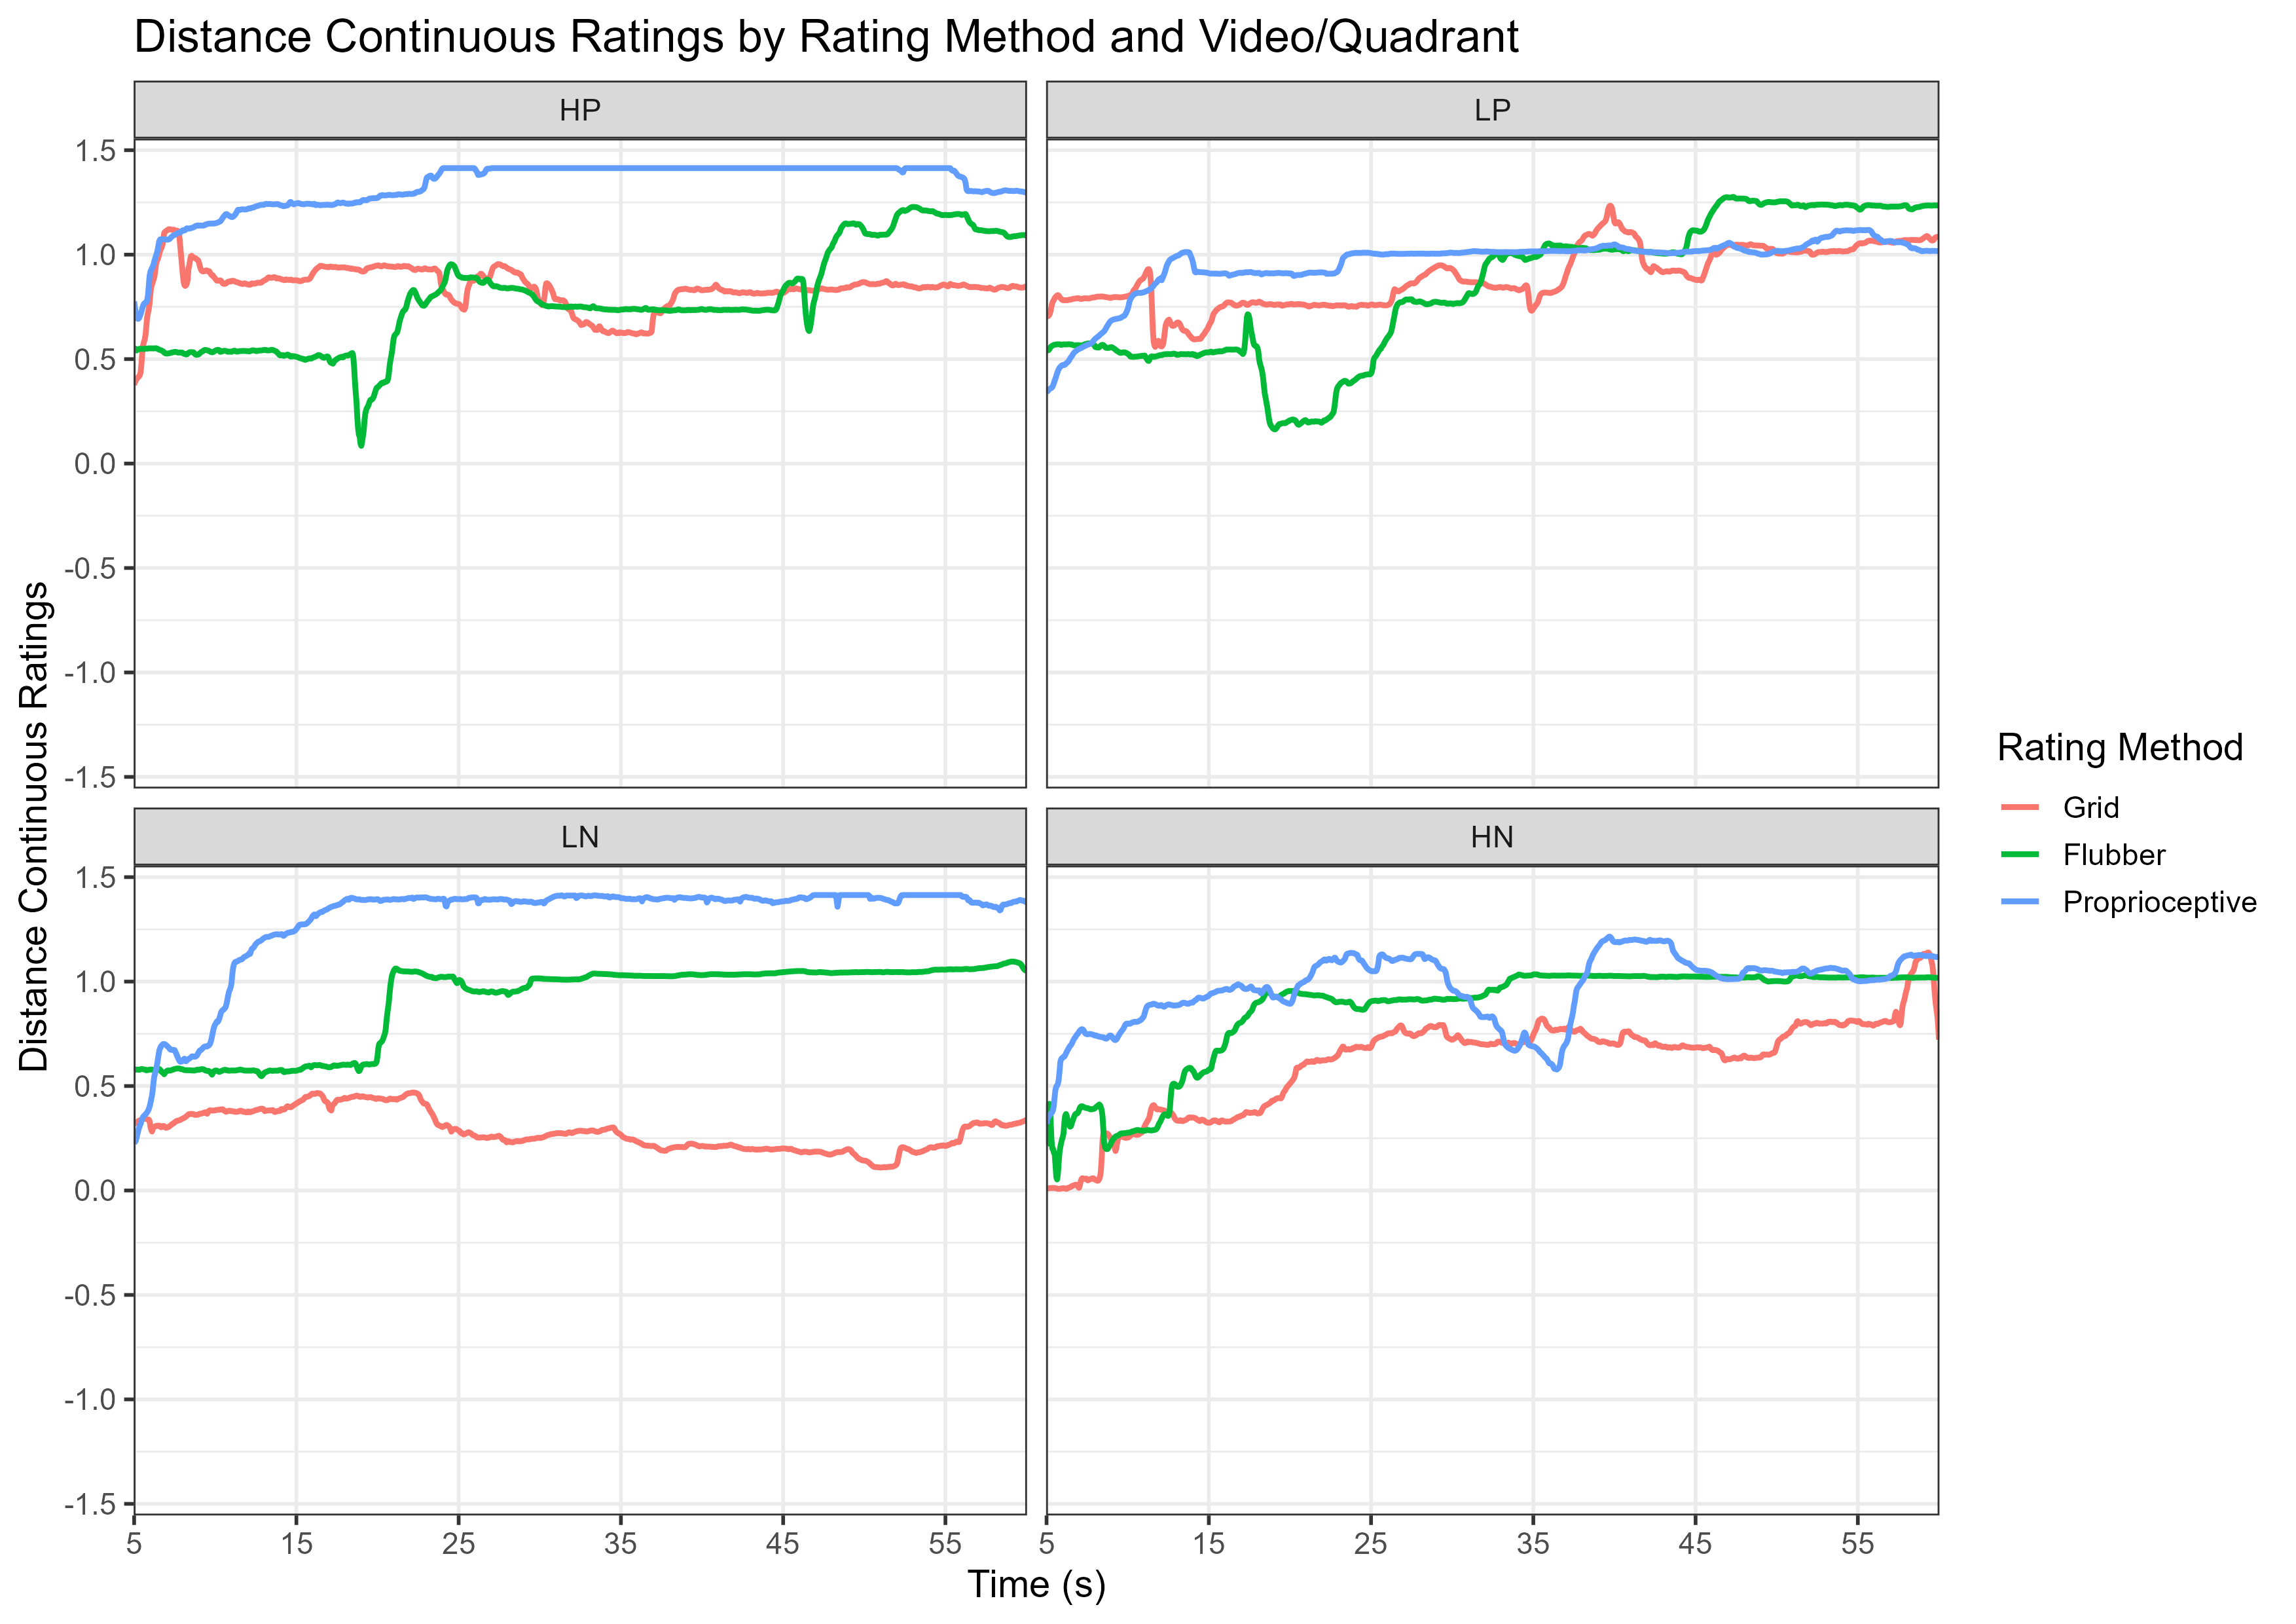 Distance Continuous Ratings by Rating Method and Video/Quadrant
HP
LP
1.5
1.0
0.5
0.0
-0.5
-1.0
-1.5
LN
HN
1.5
1.0
0.5
0.0
-0.5
-1.0
-1.5
5 15 25 35 45 55
5 15 25 35 45 55
Time (s)
Distance Continuous Ratings
Rating Method
Grid
Flubber
Proprioceptive